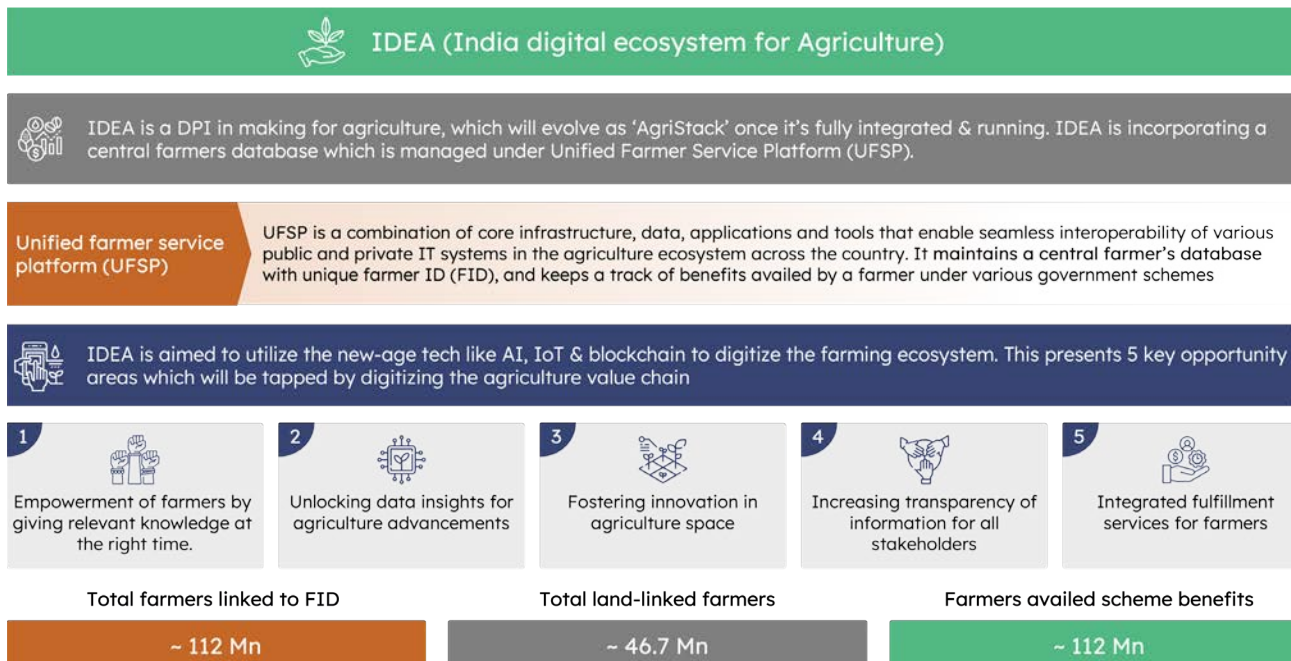 IDEA (India digital ecosystem for Agriculture)
IDEA is a DPI in making for agriculture, which will evolve as ‘AgriStack’ once it’s fully integrated & running. IDEA is incorporating a
central farmers database which is managed under Unified Farmer Service Platform (UFSP).
Unified farmer service
platform (UFSP)
UFSP is a combination of core infrastructure, data, applications and tools that enable seamless interoperability of various
public and private IT systems in the agriculture ecosystem across the country. It maintains a central farmer’s database
with unique farmer ID (FID), and keeps a track of benefits availed by a farmer under various government schemes
IDEA is aimed to utilize the new-age tech like AI, IoT & blockchain to digitize the farming ecosystem. This presents 5 key opportunity
areas which will be tapped by digitizing the agriculture value chain
1
Empowerment of farmers by
giving relevant knowledge at
the right time.
2
Unlocking data insights for
agriculture advancements
3
Fostering innovation in
agriculture space
4
Increasing transparency of
information for all
stakeholders
5
Integrated fulfillment
services for farmers
Total farmers linked to FID
~ 112 Mn
Total land-linked farmers
~ 46.7 Mn
Farmers availed scheme benefits
~ 112 Mn